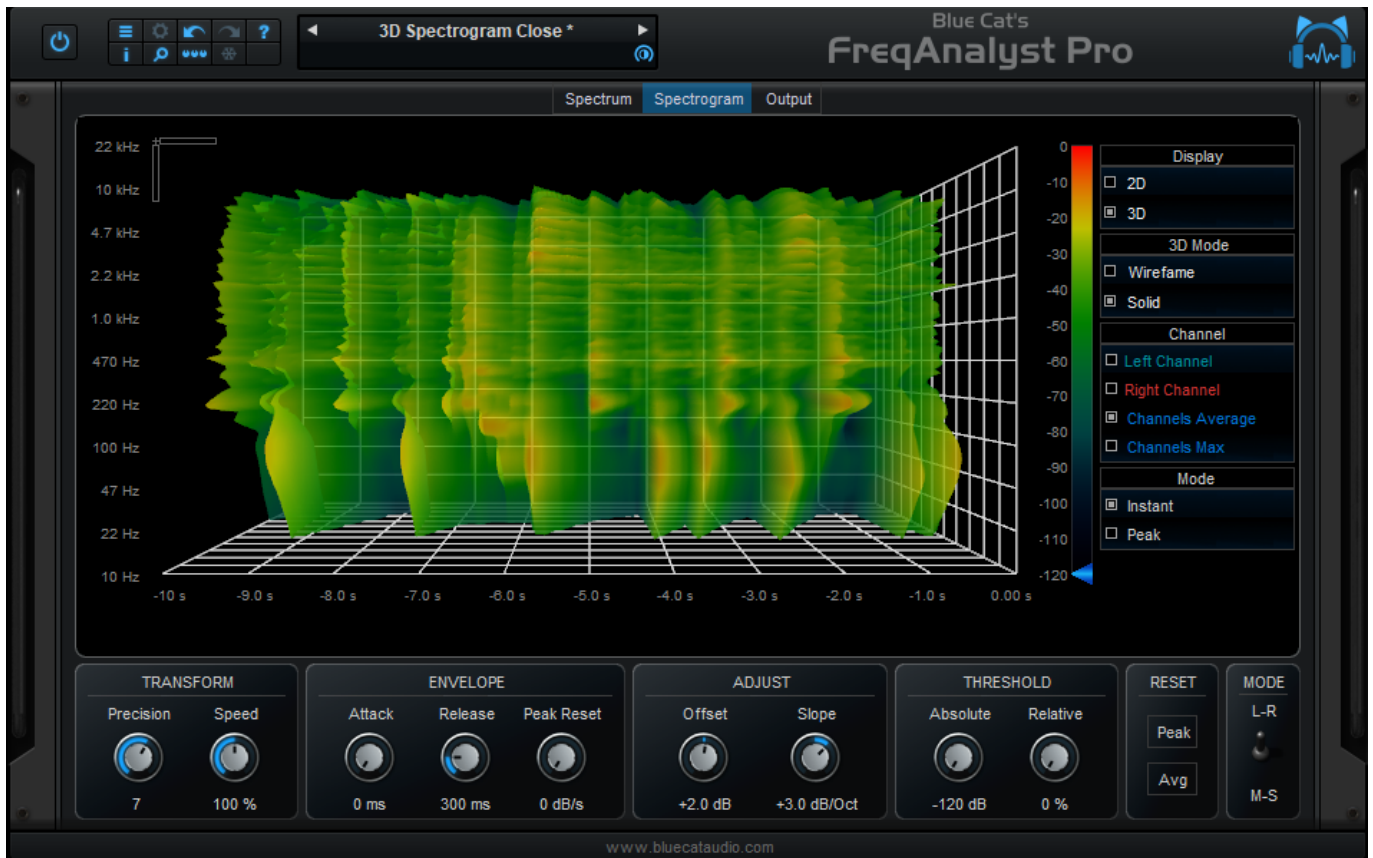 3D Spectrogram Close *
Blue Cat's
FreqAnalyst Pro
?
i
Spectrum Spectrogram Output
22 kHz
10 kHz
4.7 kHz
2.2 kHz
1.0 kHz
470 Hz
220 Hz
100 Hz
47 Hz
22 Hz
10 Hz
-10 s -9.0 s -8.0 s -7.0 s -6.0 s -5.0 s -4.0 s -3.0 s -2.0 s -1.0 s 0.00 s
0
-10
-20
-30
-40
-50
-60
-70
-80
-90
-100
-110
-120
Display
2D
3D
3D Mode
Wirefame
Solid
Channel
Left Channel
Right Channel
Channels Average
Channels Max
Mode
Instant
Peak
TRANSFORM
Precision Speed
7 100 %
ENVELOPE
Attack Release Peak Reset
0 ms 300 ms 0 dB/s
ADJUST
Offset Slope
+2.0 dB +3.0 dB/Oct
THRESHOLD
Absolute Relative
-120 dB 0 %
RESET
Peak
Avg
MODE
L-R
M-S
www.bluecataudio.com